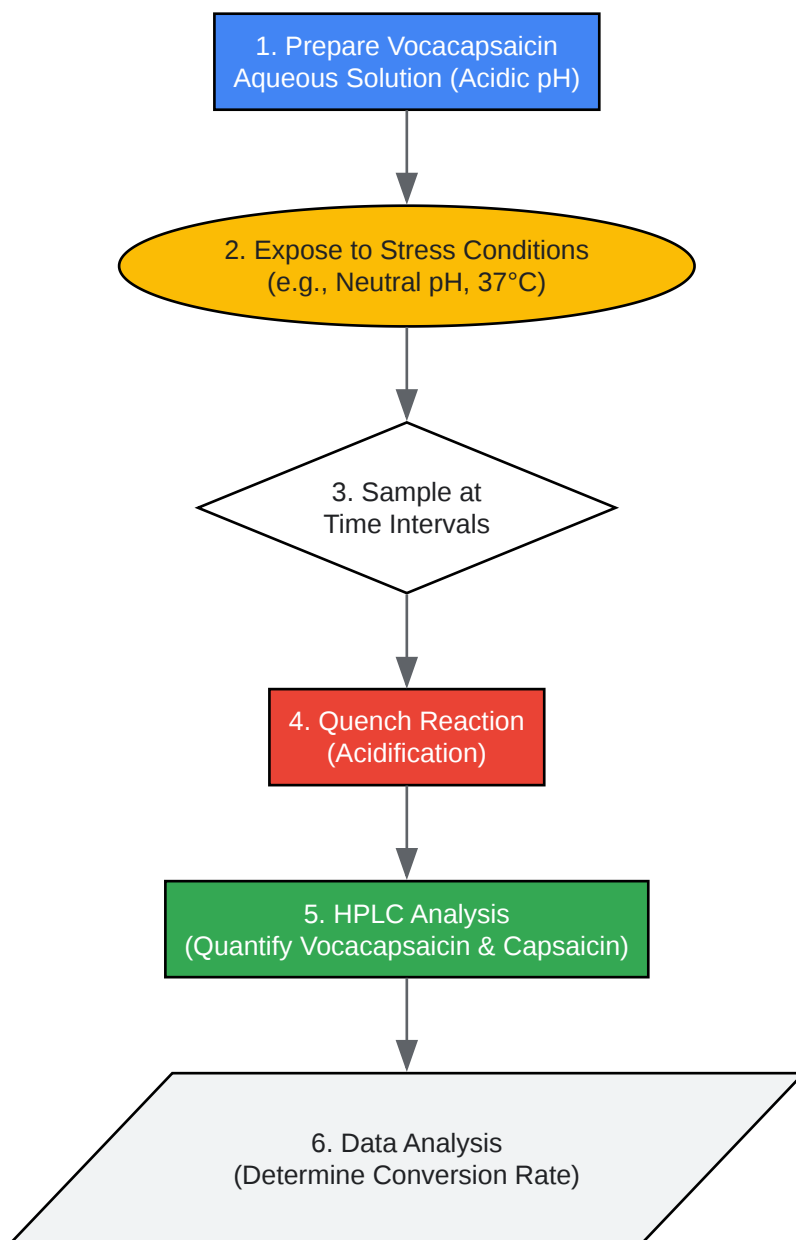 1. Prepare Vocacapsaicin
Aqueous Solution (Acidic pH)
2. Expose to Stress Conditions
(e.g., Neutral pH, 37°C)
3. Sample at
Time Intervals
4. Quench Reaction
(Acidification)
5. HPLC Analysis
(Quantify Vocacapsaicin & Capsaicin)
6. Data Analysis
(Determine Conversion Rate)